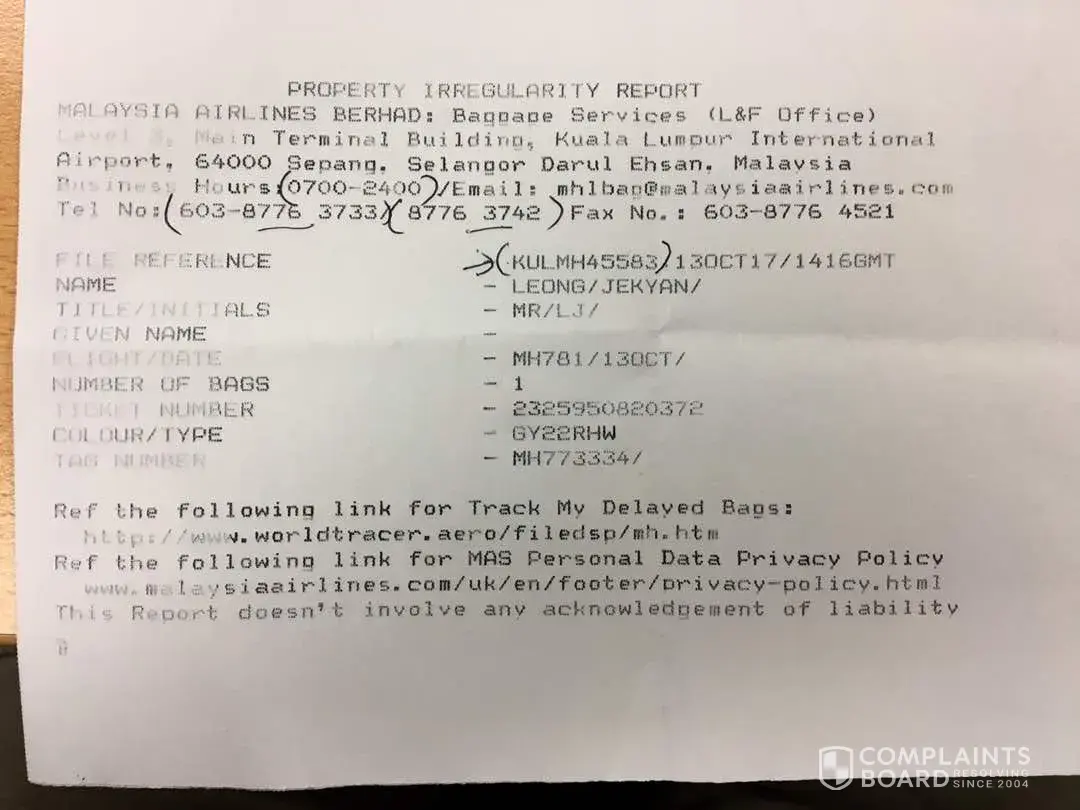 PROPERTY IRREGULARITY REPORT
MALAYSIA AIRLINES BERHAD: Baggage Services (L&F Office)
Level 3, Main Terminal Building, Kuala Lumpur International
Airport, 64000 Sepang, Selangor Darul Ehsan, Malaysia
Business Hours:(0700-2400)/Email: mhlbag@malaysiaairlines.com
Tel No:(603-8776 3733/)(8776 3742) Fax No.: 603-8776 4521
FILE REFERENCE →(KULMH45583)/13OCT17/1416GMT
NAME - LEONG/JEKYAN/
TITLE/INITIALS - MR/LJ/
GIVEN NAME -
FLIGHT/DATE - MH781/13OCT/
NUMBER OF BAGS - 1
TICKET NUMBER - 2325950820372
COLOUR/TYPE - GY22RHW
TAG NUMBER - MH773334/
Ref the following link for Track My Delayed Bags:
http://www.worldtracer.aero/filedsp/mh.htm
Ref the following link for MAS Personal Data Privacy Policy
www.malaysiaairlines.com/uk/en/footer/privacy-policy.html
This Report doesn't involve any acknowledgement of liability
COMPLAINTS
BOARD RESOLVING SINCE 2004